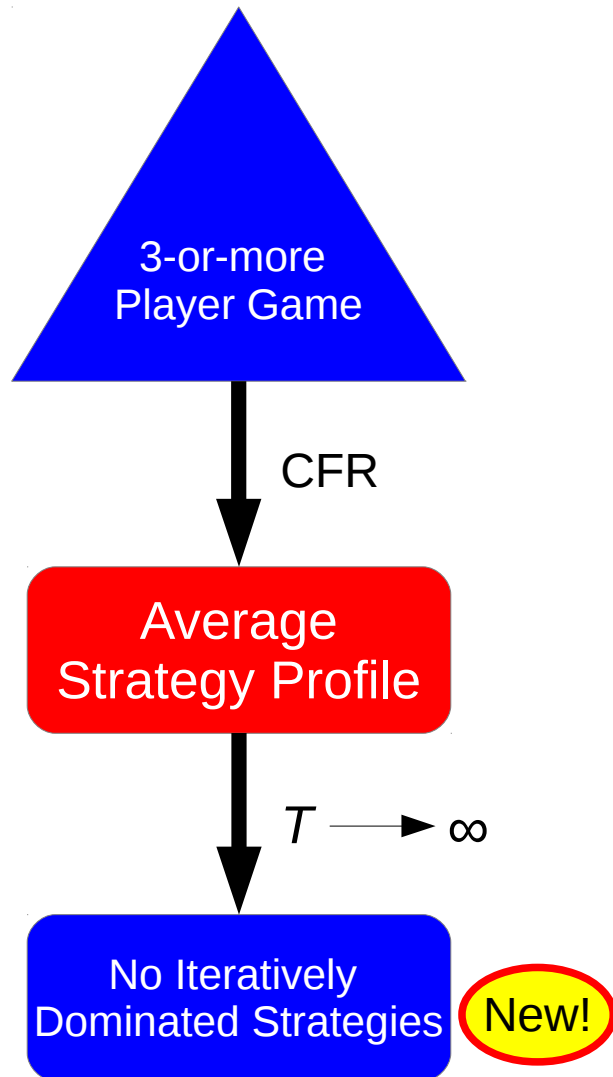 3-or-more
Player Game
CFR
Average
Strategy Profile
T ∞
No Iteratively
Dominated Strategies
New!